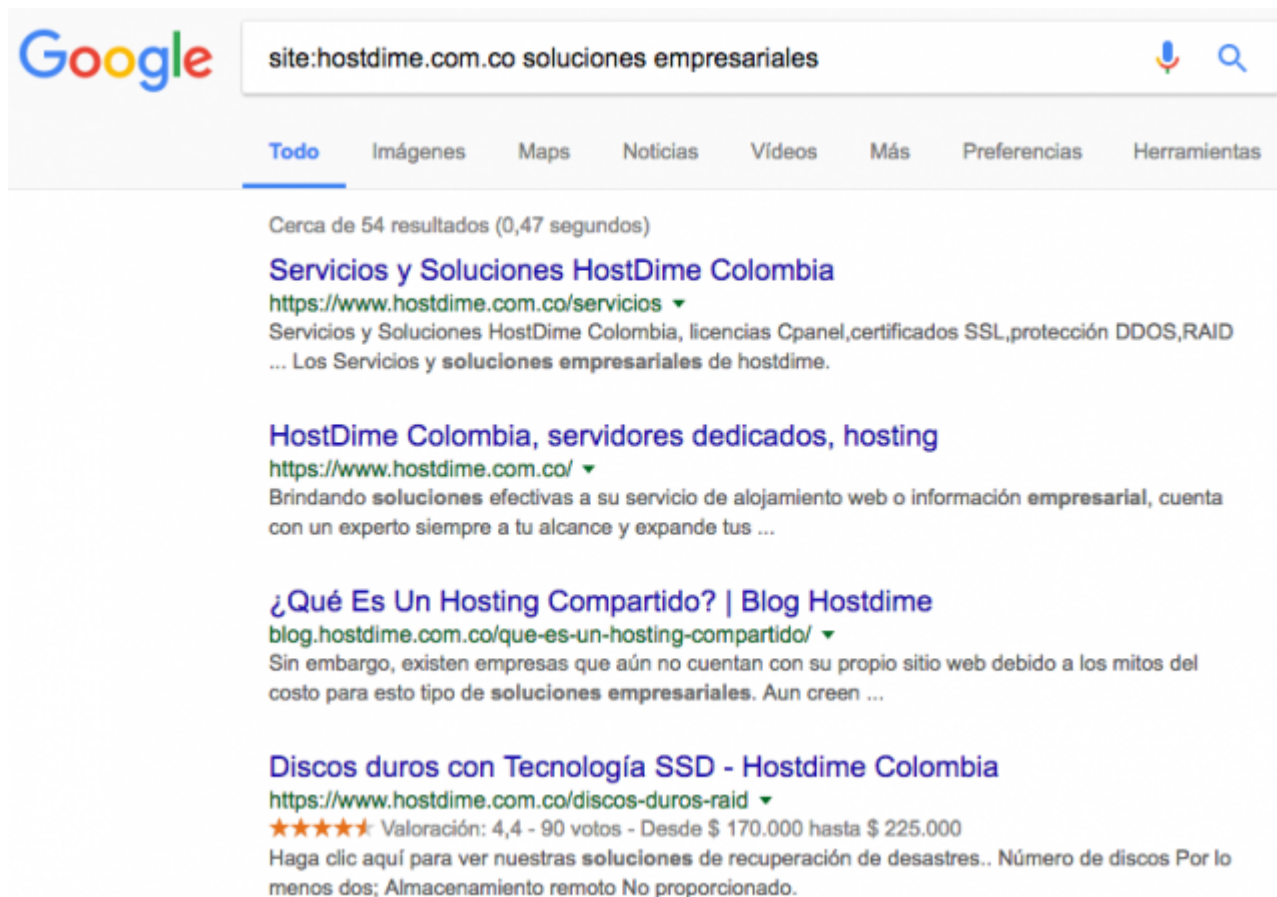 Google
site:hostdime.com.co soluciones empresariales
Todo Imágenes Maps Noticias Vídeos Más Preferencias Herramientas
Cerca de 54 resultados (0,47 segundos)
Servicios y Soluciones HostDime Colombia
https://www.hostdime.com.co/servicios
Servicios y Soluciones HostDime Colombia, licencias Cpanel,certificados SSL,protección DDOS,RAID
... Los Servicios y soluciones empresariales de hostdime.
HostDime Colombia, servidores dedicados, hosting
https://www.hostdime.com.co/
Brindando soluciones efectivas a su servicio de alojamiento web o información empresarial, cuenta
con un experto siempre a tu alcance y expande tus ...
¿Qué Es Un Hosting Compartido? | Blog Hostdime
blog.hostdime.com.co/que-es-un-hosting-compartido/
Sin embargo, existen empresas que aún no cuentan con su propio sitio web debido a los mitos del
costo para esto tipo de soluciones empresariales. Aun creen ...
Discos duros con Tecnología SSD - Hostdime Colombia
https://www.hostdime.com.co/discos-duros-raid
Valoración: 4,4 - 90 votos - Desde $ 170.000 hasta $ 225.000
Haga clic aquí para ver nuestras soluciones de recuperación de desastres.. Número de discos Por lo
menos dos; Almacenamiento remoto No proporcionado.